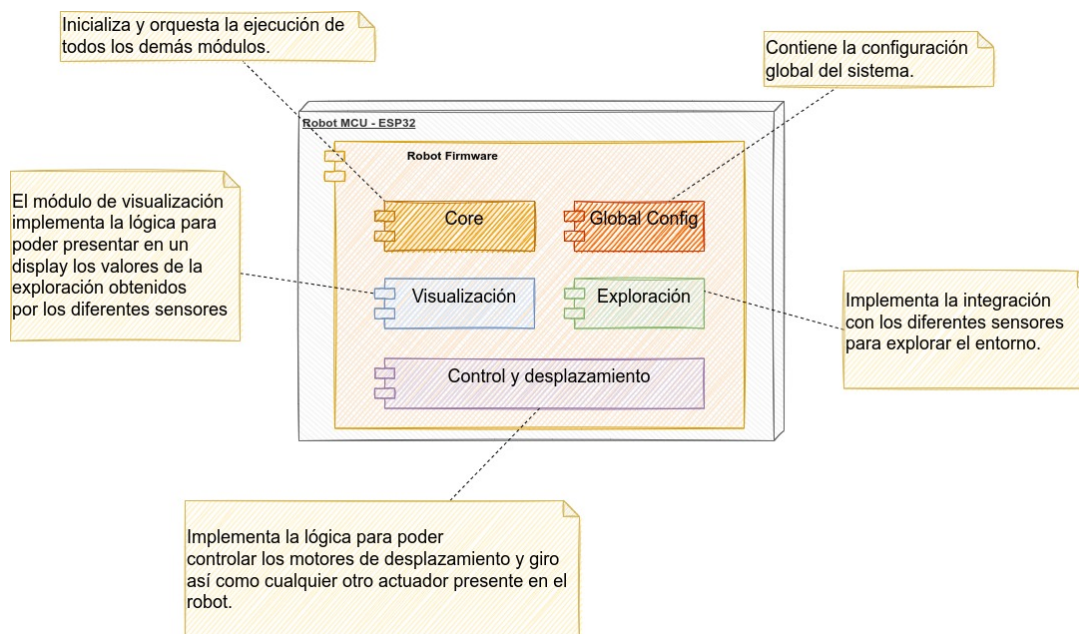 Inicializa y orquesta la ejecución de
todos los demás módulos.
Contiene la configuración
global del sistema.
Robot MCU - ESP32
Robot Firmware
Core
Global Config
El módulo de visualización
implementa la lógica para
poder presentar en un
display los valores de la
exploración obtenidos
por los diferentes sensores
Visualización
Exploración
Implementa la integración
con los diferentes sensores
para explorar el entorno.
Control y desplazamiento
Implementa la lógica para poder
controlar los motores de desplazamiento y giro
así como cualquier otro actuador presente en el
robot.